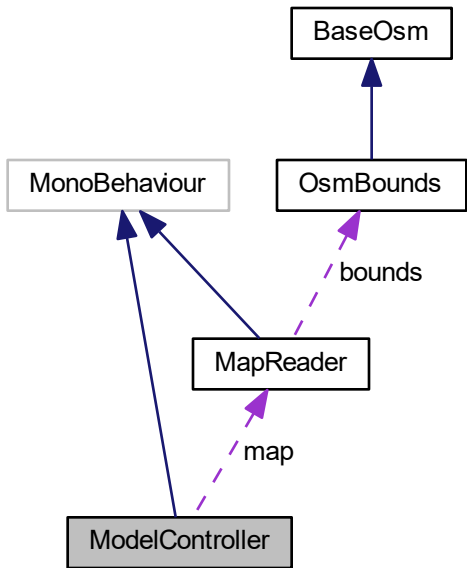 BaseOsm
MonoBehaviour
OsmBounds
bounds
MapReader
map
ModelController